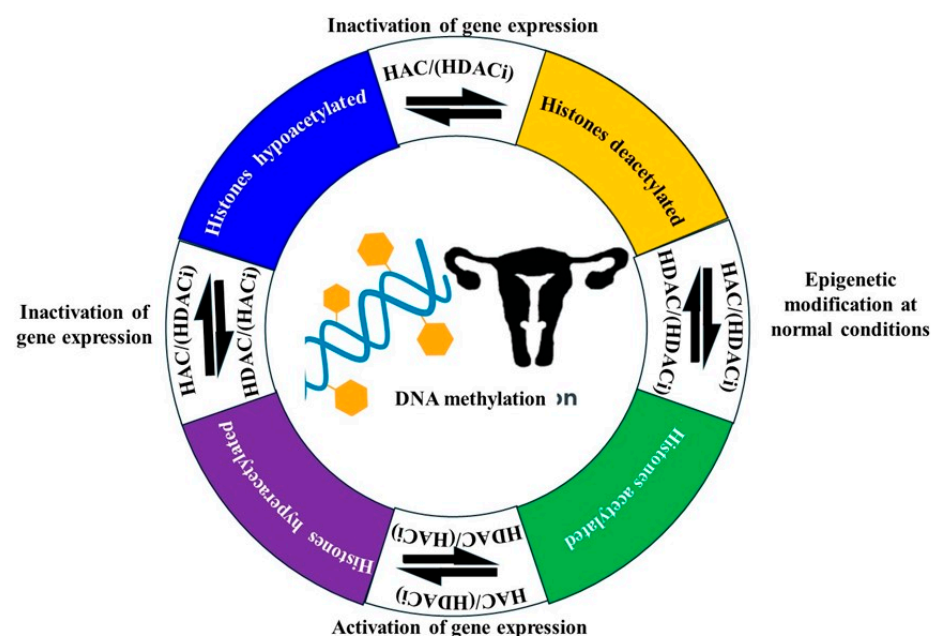 Inactivation of gene expression
HAC/(HDACi)
Histones hypoacetylated
Histones deacetylated
Inactivation of
gene expression
HAC/(HDACi)
HDAC/(HACi)
HDAC/(HDACi)
HAC/(HDACi)
Epigenetic
modification at
normal conditions
DNA methylation
Histones hyperacetylated
Histones acetylated
HDAC/(HACi)
HAC/(HDACi)
Activation of gene expression